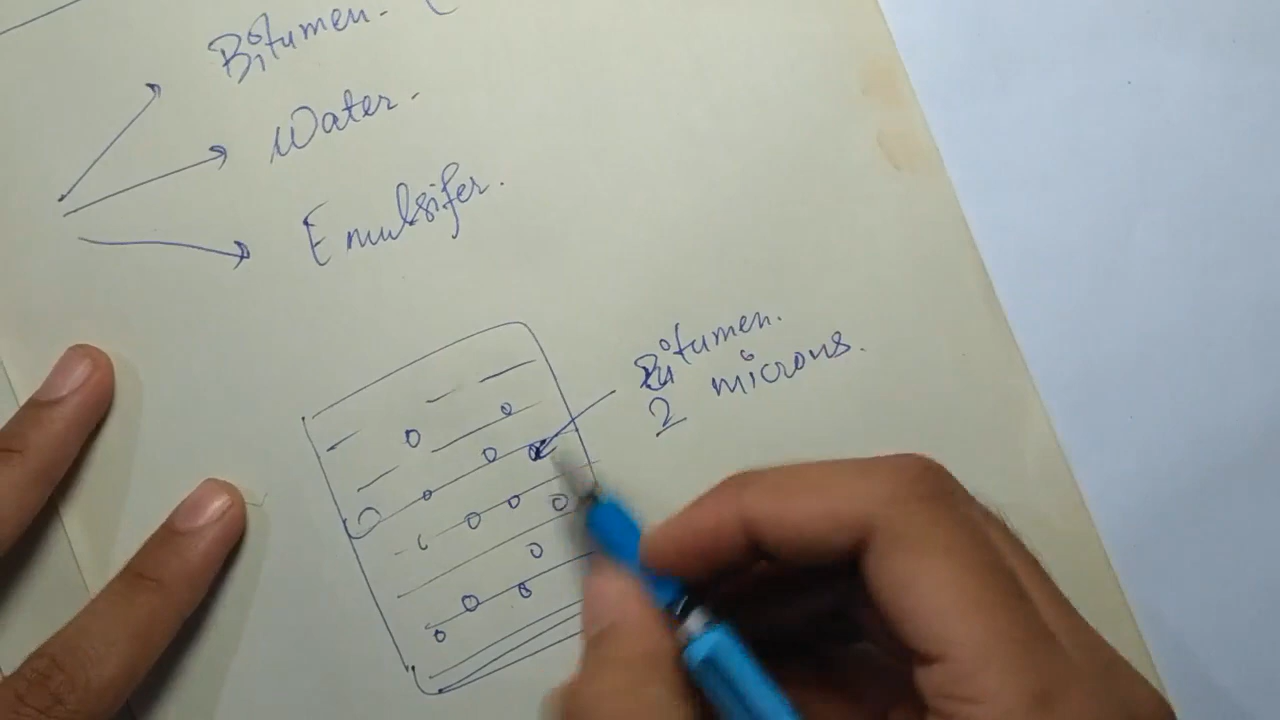 Bitumen. (
Water.
Emulsifer.
Bitumen.
2 microns.